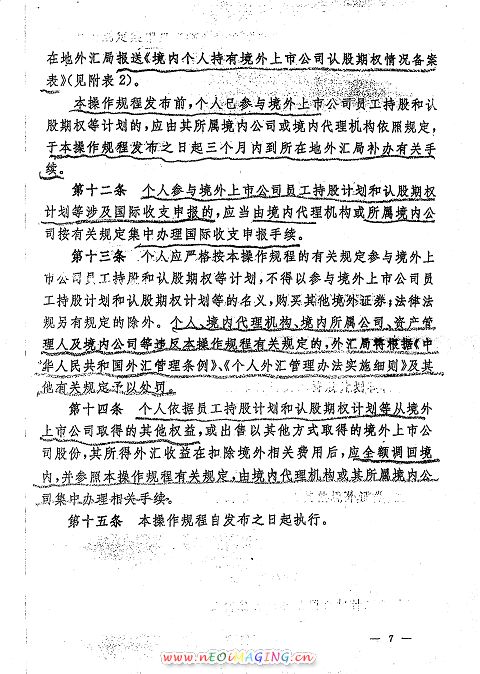 在地外汇局报送《境内个人持有境外上市公司认股期权情况备案
表》(见附表2)。
本操作规程发布前,个人已参与境外上市公司员工持股和认
股期权等计划的,应由其所属境内公司或境内代理机构依照规定,
于本操作规程发布之日起三个月内到所在地外汇局补办有关手
续。
第十二条 个人参与境外上市公司员工持股计划和认股期权
计划等涉及国际收支申报的,应当由境内代理机构或所属境内公
司按有关规定集中办理国际收支申报手续。
第十三条 个人应严格按本操作规程的有关规定参与境外上
市公司员工持股和认股期权等计划,不得以参与境外上市公司员
工持股计划和认股期权计划等的名义,购买其他境外证券;法律法
规另有规定的除外。个人、境内代理机构、境内所属公司、资产管
理人及境内公司等违反本操作规程有关规定的,外汇局将根据《中
华人民共和国外汇管理条例》、《个人外汇管理办法实施细则》及其
他有关规定予以处罚。
第十四条 个人依据员工持股计划和认股期权计划等从境外
上市公司取得的其他权益,或出售以其他方式取得的境外上市公
司股份,其所得外汇收益在扣除境外相关费用后,应全额调回境
内,并参照本操作规程有关规定,由境内代理机构或其所属境内公
司集中办理相关手续。
第十五条 本操作规程自发布之日起执行。
— 7 —
www.nEOiMAGING.cn